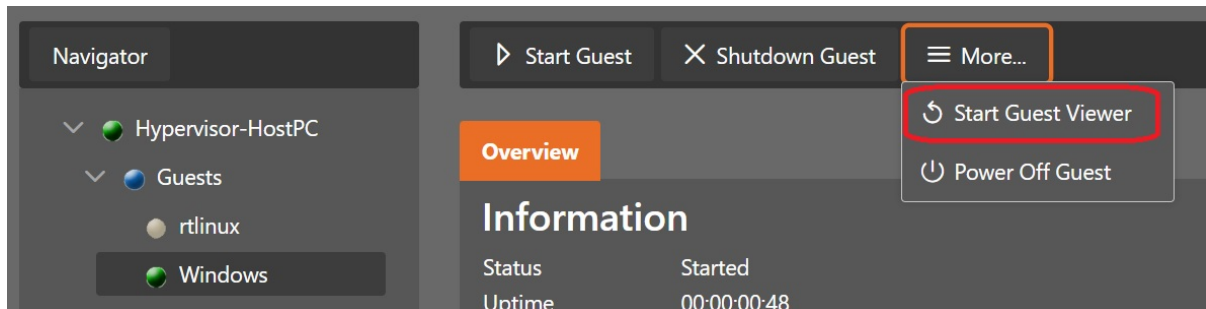 Navigator
Hypervisor-HostPC
Guests
rtlinux
Windows
Start Guest
Shutdown Guest
More...
Start Guest Viewer
Power Off Guest
Overview
Information
Status Started
Uptime 00:00:00:48